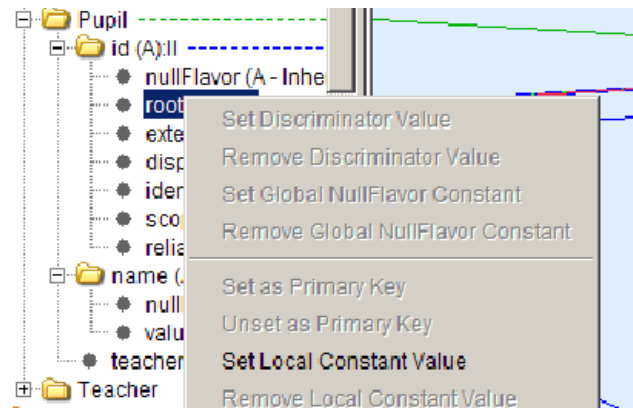 Pupil
id (A):II
nullFlavor (A - Inhe
root
exte
disp
iden
scop
relia
Set Discriminator Value
Remove Discriminator Value
Set Global NullFlavor Constant
Remove Global NullFlavor Constant
name (
null
valu
teacher
Teacher
Set as Primary Key
Unset as Primary Key
Set Local Constant Value
Remove Local Constant Value